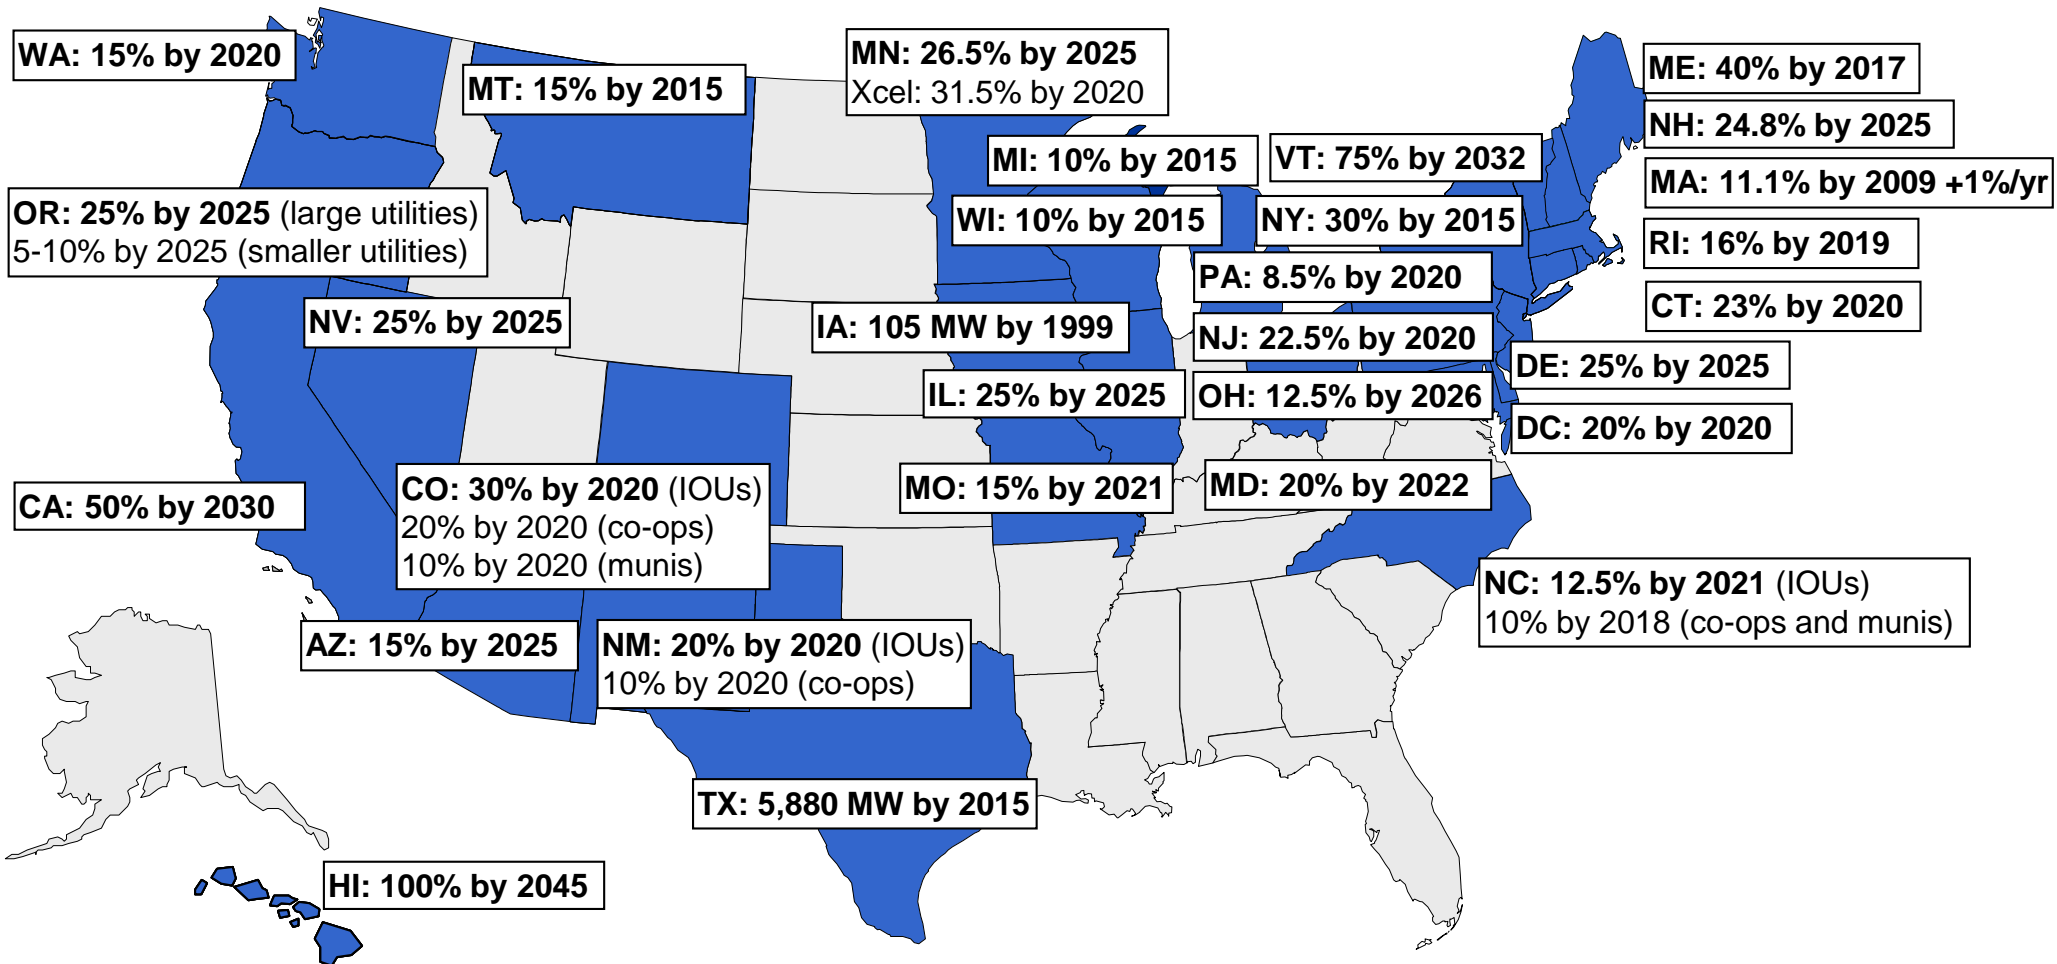 WA: 15% by 2020
MT: 15% by 2015
MN: 26.5% by 2025
Xcel: 31.5% by 2020
ME: 40% by 2017
NH: 24.8% by 2025
MI: 10% by 2015
VT: 75% by 2032
MA: 11.1% by 2009 +1%/yr
OR: 25% by 2025 (large utilities)
5-10% by 2025 (smaller utilities)
WI: 10% by 2015
NY: 30% by 2015
RI: 16% by 2019
PA: 8.5% by 2020
CT: 23% by 2020
NV: 25% by 2025
IA: 105 MW by 1999
NJ: 22.5% by 2020
DE: 25% by 2025
IL: 25% by 2025
OH: 12.5% by 2026
DC: 20% by 2020
CA: 50% by 2030
CO: 30% by 2020 (IOUs)
20% by 2020 (co-ops)
10% by 2020 (munis)
MO: 15% by 2021
MD: 20% by 2022
NC: 12.5% by 2021 (IOUs)
10% by 2018 (co-ops and munis)
AZ: 15% by 2025
NM: 20% by 2020 (IOUs)
10% by 2020 (co-ops)
TX: 5,880 MW by 2015
HI: 100% by 2045